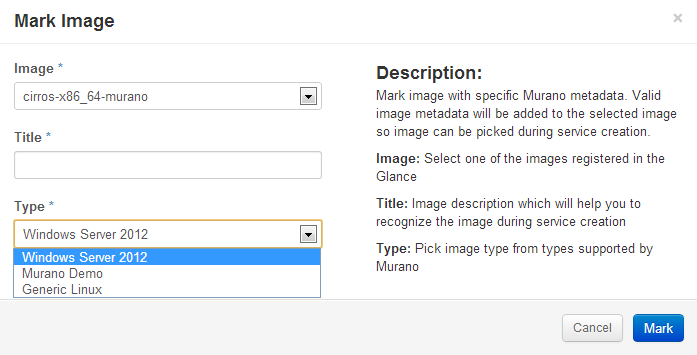 Mark Image
×
Image *
cirros-x86_64-murano
Title *
Type *
Windows Server 2012
Windows Server 2012
Murano Demo
Generic Linux
Description:
Mark image with specific Murano metadata. Valid
image metadata will be added to the selected image
so image can be picked during service creation.
Image: Select one of the images registered in the
Glance
Title: Image description which will help you to
recognize the image during service creation
Type: Pick image type from types supported by
Murano
Cancel
Mark